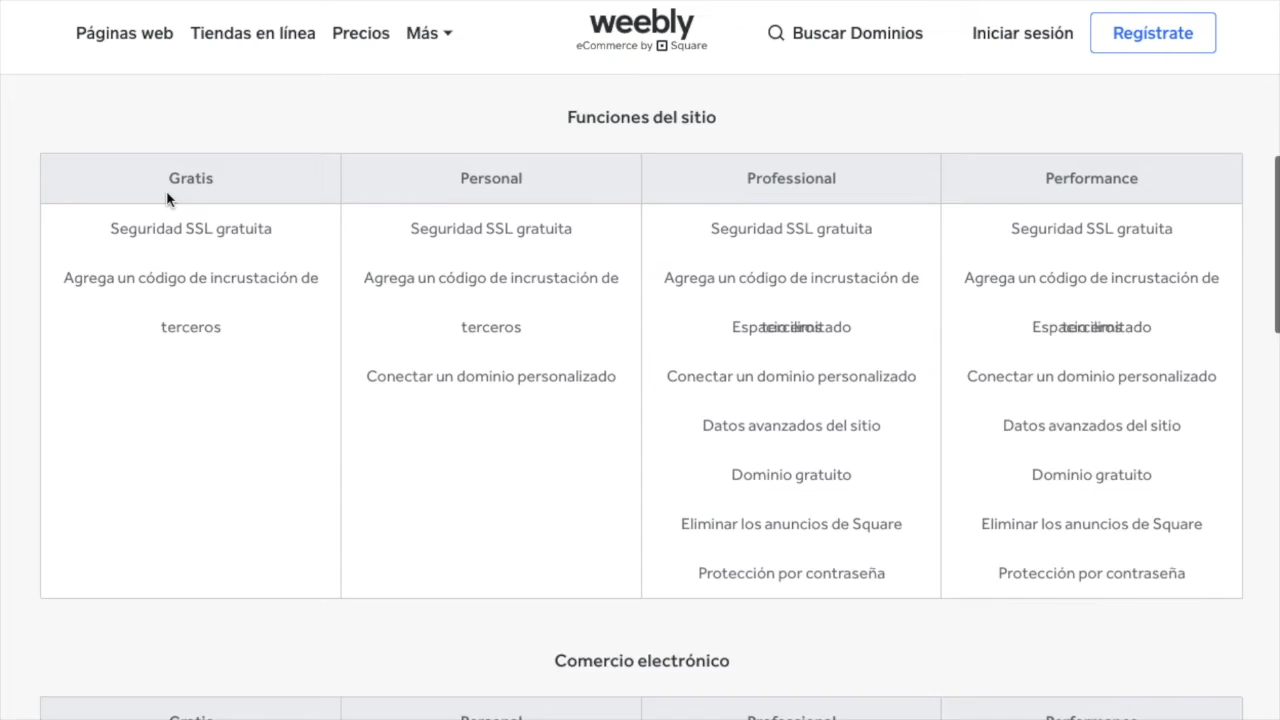 Páginas web Tiendas en línea Precios Más weebly Buscar Dominios Iniciar sesión Regístrate
eCommerce by Square
Funciones del sitio
Gratis Personal Professional Performance
Seguridad SSL gratuita Seguridad SSL gratuita Seguridad SSL gratuita Seguridad SSL gratuita
Agrega un código de incrustación de Agrega un código de incrustación de Agrega un código de incrustación de Agrega un código de incrustación de
terceros terceros
Conectar un dominio personalizado Conectar un dominio personalizado Conectar un dominio personalizado
Datos avanzados del sitio Datos avanzados del sitio
Dominio gratuito Dominio gratuito
Eliminar los anuncios de Square Eliminar los anuncios de Square
Protección por contraseña Protección por contraseña
Comercio electrónico
Gratis Personal Professional Performance